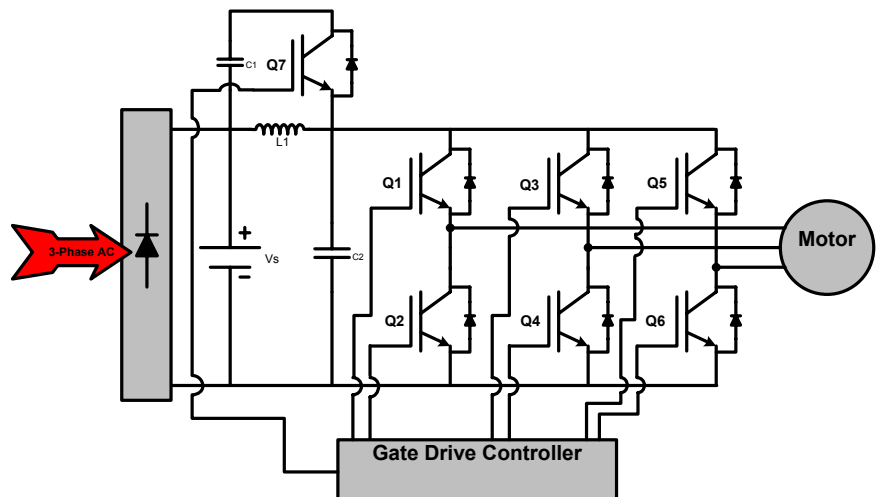 C1
Q7
L1
Q1
Q3
Q5
3-Phase AC
+
Vs
-
C2
Motor
Q2
Q4
Q6
Gate Drive Controller